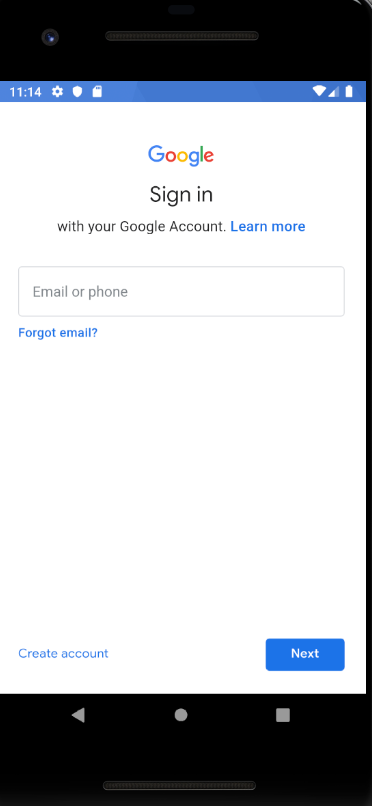 11:14
Google
Sign in
with your Google Account. Learn more
Email or phone
Forgot email?
Create account
Next